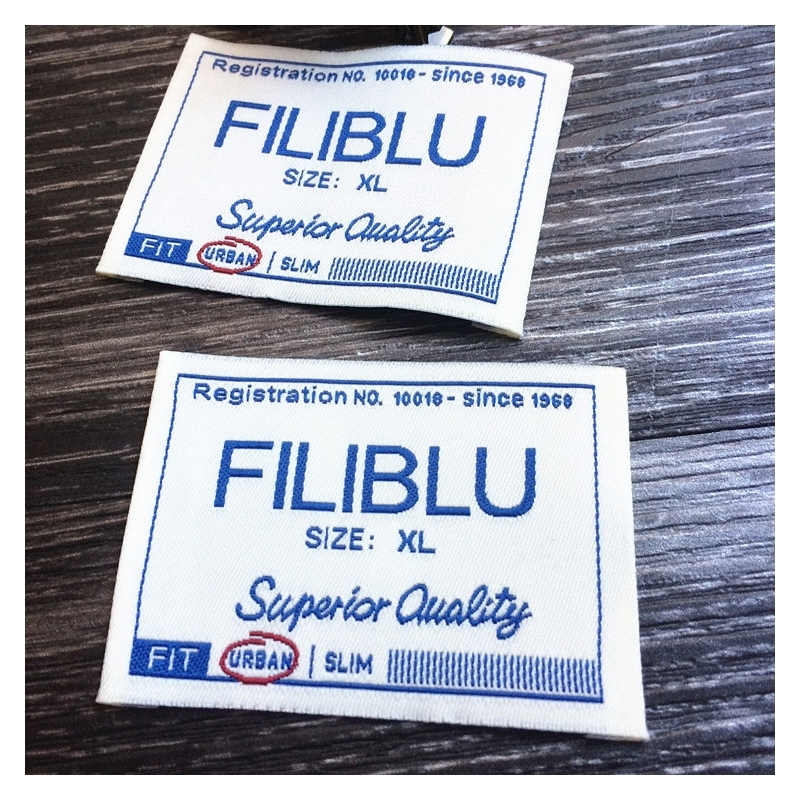 Registration NO. 10018 - since 1968
FILIBLU
SIZE: XL
Superior Quality
FIT URBAN | SLIM
Registration NO. 10018 - since 1968
FILIBLU
SIZE: XL
Superior Quality
FIT URBAN | SLIM